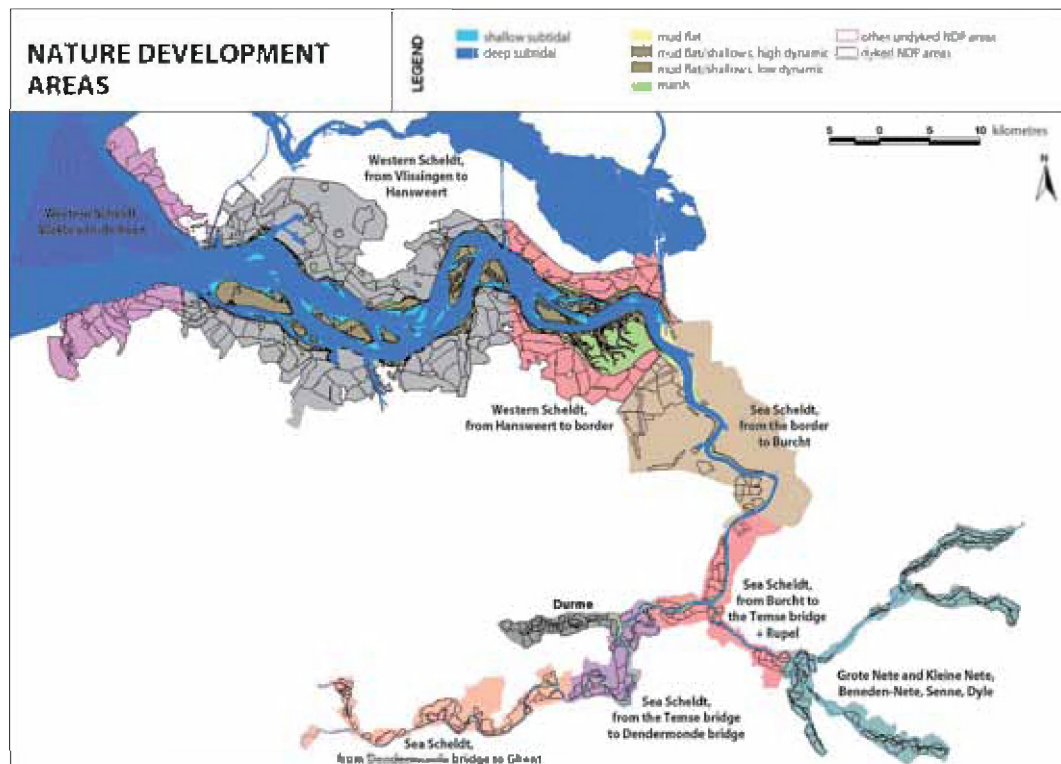 NATURE DEVELOPMENT
AREAS
LEGEND
shallow subtidal
deep subtidal
mud flat
mud flat/shallows, high dynamic
mud flat/shallows, low dynamic
marsh
other undyked NDP areas
dyked NDP areas
5 0 5 10 kilometres
N
Western Scheldt,
from Vlissingen to
Hansweert
Western Scheldt,
Western Scheldt,
from Hansweert to border
Sea Scheldt,
from the border
to Burcht
Durme
Sea Scheldt,
from Burcht to
the Temse bridge
+ Rupel
Grote Nete and Kleine Nete,
Beneden-Nete, Senne, Dyle
Sea Scheldt,
from the Temse bridge
to Dendermonde bridge
Sea Scheldt,
from Dendermonde bridge to Ghent